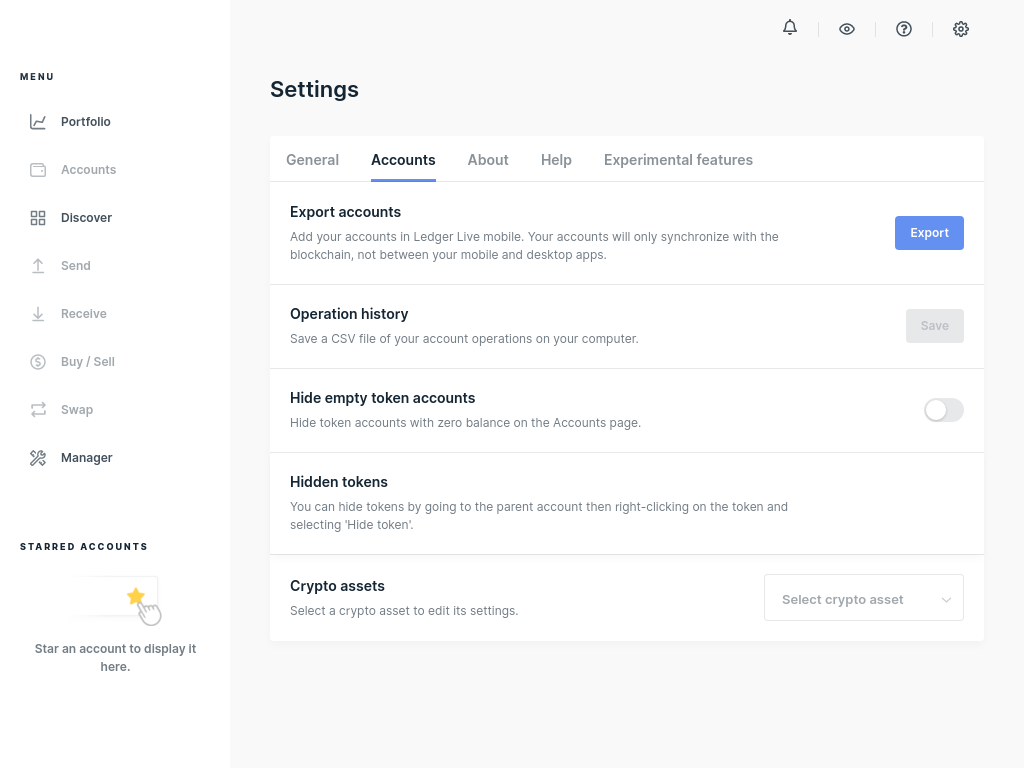 MENU
Portfolio
Accounts
Discover
Send
Receive
Buy / Sell
Swap
Manager
STARRED ACCOUNTS
Star an account to display it
here.
Settings
General Accounts About Help Experimental features
Export accounts
Add your accounts in Ledger Live mobile. Your accounts will only synchronize with the
blockchain, not between your mobile and desktop apps.
Export
Operation history
Save a CSV file of your account operations on your computer.
Save
Hide empty token accounts
Hide token accounts with zero balance on the Accounts page.
Hidden tokens
You can hide tokens by going to the parent account then right-clicking on the token and
selecting 'Hide token'.
Crypto assets
Select a crypto asset to edit its settings.
Select crypto asset